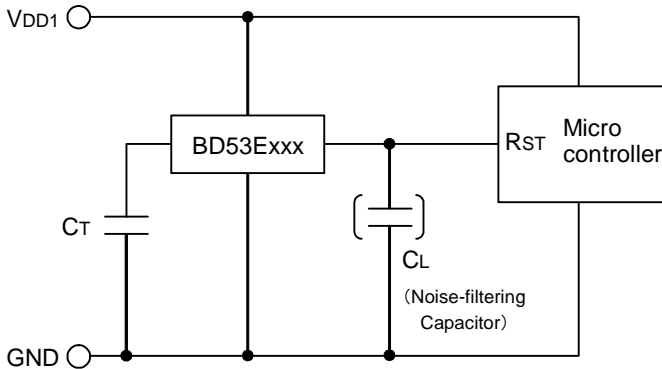 VDD1
BD53Exxx
RST
Micro
controller
CT
CL
（Noise-filtering
Capacitor）
GND